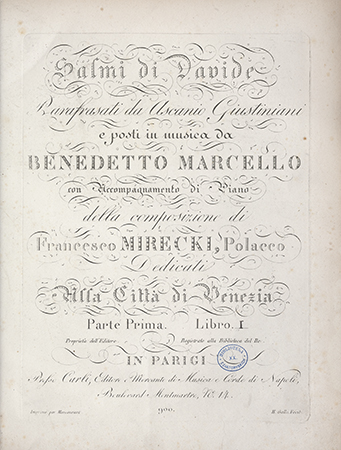 Salmi di Davide
Parafrasati da Ascanio Giustiniani
e posti in musica da
BENEDETTO MARCELLO
con Accompagnamento di Piano
della composizione di
Francesco MIRECKI, Polacco
Dedicati
Alla Città di Venezia
Parte Prima. Libro. I.
Proprietà dell'Editore Registrato alla Biblioteca del Re
IN PARIGI
Carli, Editore Mercante di Musica e Corde di Napoli,
Boulevard Montmartre, N. 14.
900.